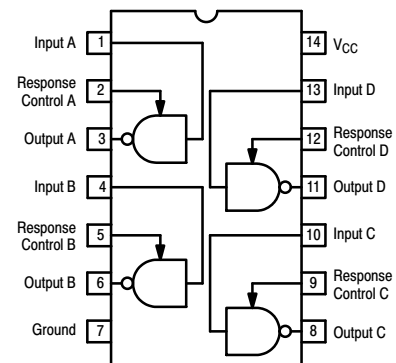 Input A
1
Response
Control A
2
Output A
3
Input B
4
Response
Control B
5
Output B
6
Ground
7
14
VCC
13
Input D
12
Response
Control D
11
Output D
10
Input C
9
Response
Control C
8
Output C